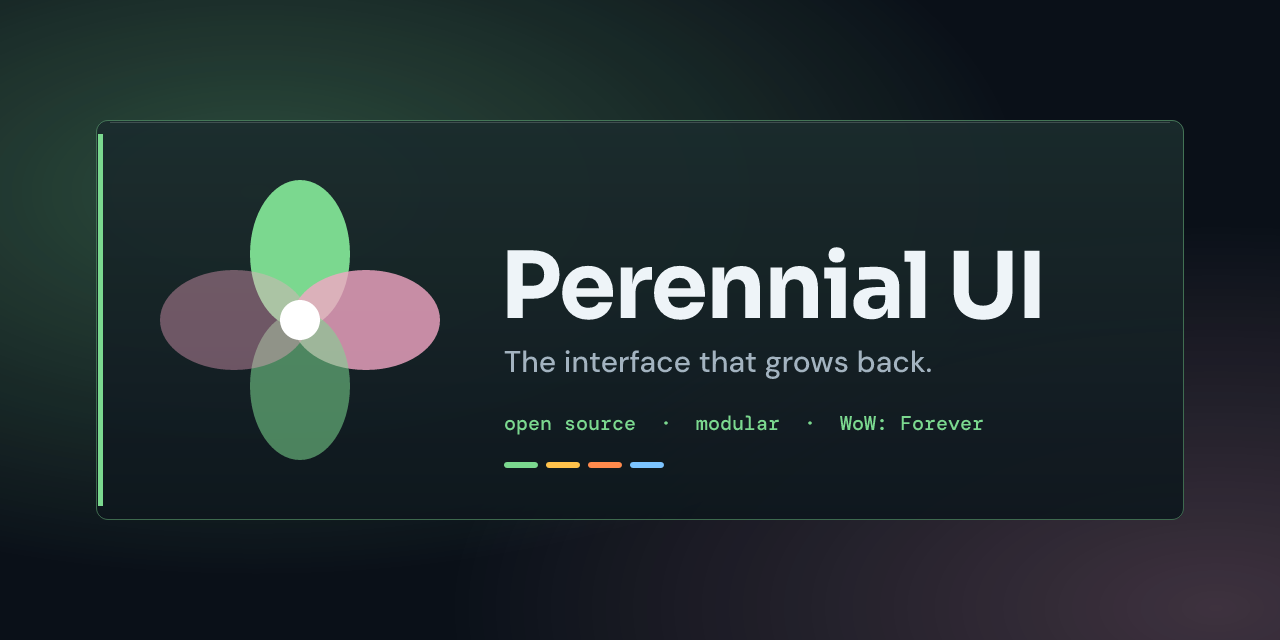 Perennial UI
The interface that grows back.
open source · modular · WoW: Forever